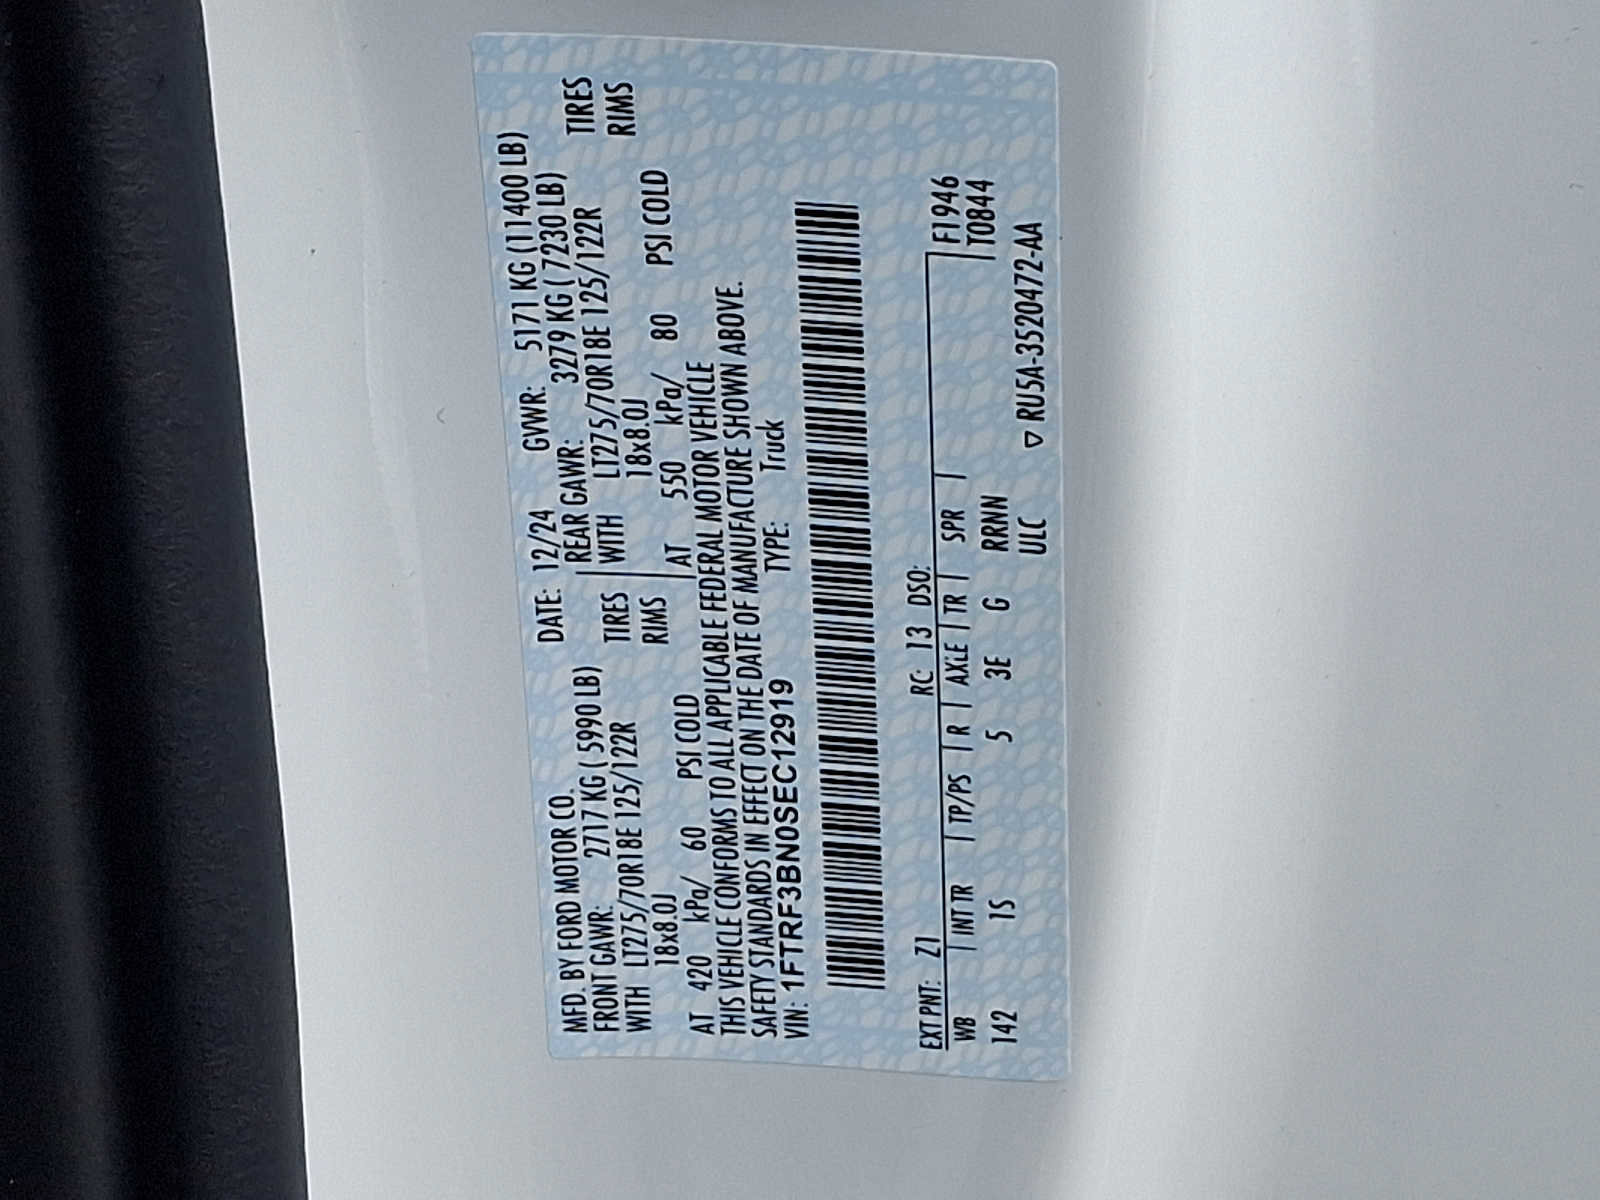 MFD. BY FORD MOTOR CO. DATE: 12/24 GVWR: 5171 KG (11400 LB)
FRONT GAWR: 2717 KG ( 5990 LB) REAR GAWR: 3279 KG ( 7230 LB)
WITH LT275/70R18E 125/122R TIRES WITH LT275/70R18E 125/122R TIRES
18x8.0J RIMS 18x8.0J RIMS
AT 420 kPa/ 60 PSI COLD AT 550 kPa/ 80 PSI COLD
THIS VEHICLE CONFORMS TO ALL APPLICABLE FEDERAL MOTOR VEHICLE
SAFETY STANDARDS IN EFFECT ON THE DATE OF MANUFACTURE SHOWN ABOVE.
VIN: 1FTRF3BN0SEC12919 TYPE: Truck
EXT PNT: Z1 RC: 13 DSO:
WB | INT TR | TP/PS | R | AXLE | TR | SPR | F1946
142 1S 5 3E G RRNN T0844
ULC ▽ RU5A-3520472-AA